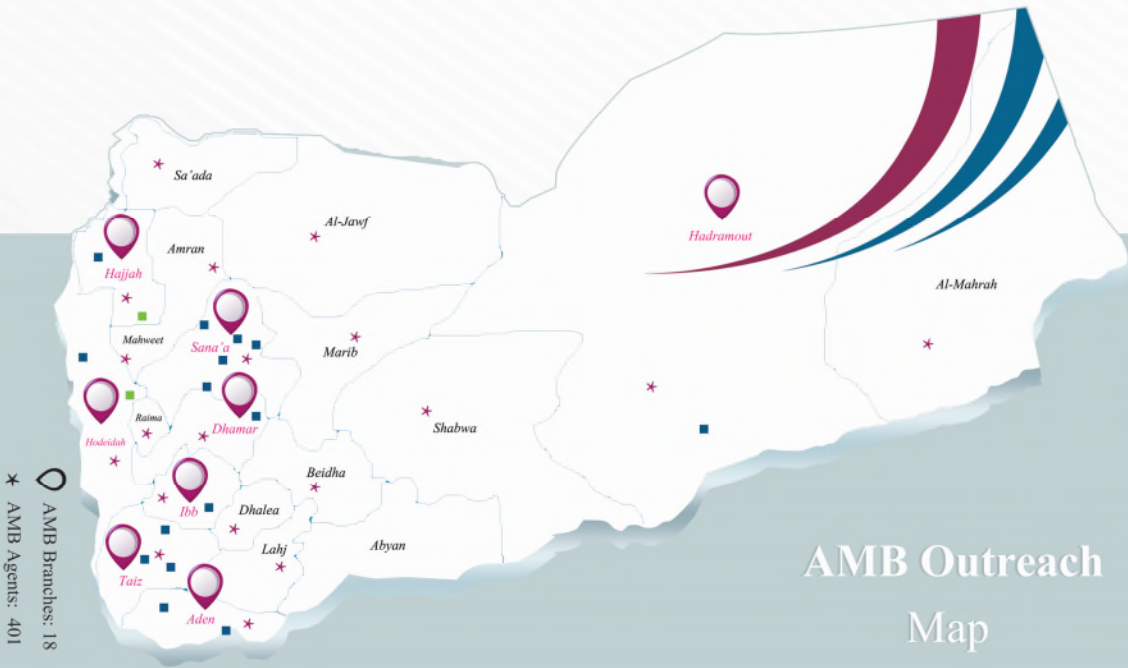 Sa'ada
Al-Jawf
Hadramout
Amran
Hajjah
Al-Mahrah
Mahweet
Sana'a
Marib
Raima
Dhamar
Shabwa
Hodeidah
Beidha
Ibb
Dhalea
Lahj
Abyan
Taiz
Aden
AMB Outreach
Map
AMB Branches: 18
AMB Agents: 401